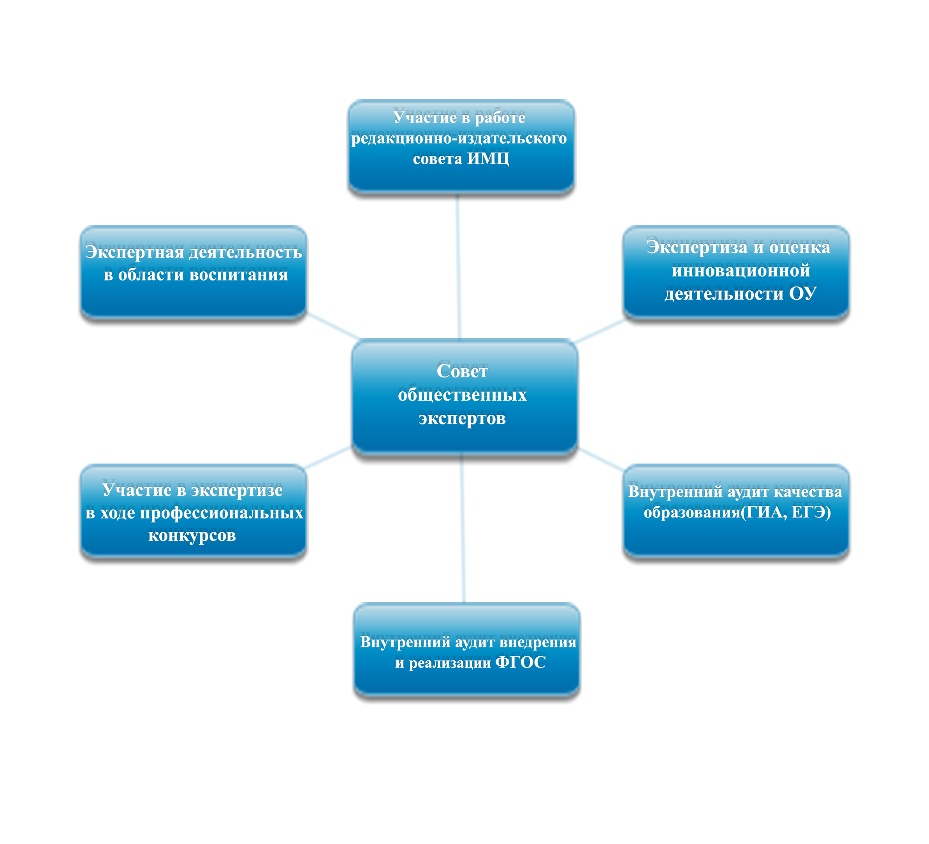 Участие в работе
редакционно-издательского
совета ИМЦ
Экспертная деятельность
в области воспитания
Экспертиза и оценка
инновационной
деятельности ОУ
Совет
общественных
экспертов
Участие в экспертизе
в ходе профессиональных
конкурсов
Внутренний аудит качества
образования(ГИА, ЕГЭ)
Внутренний аудит внедрения
и реализации ФГОС